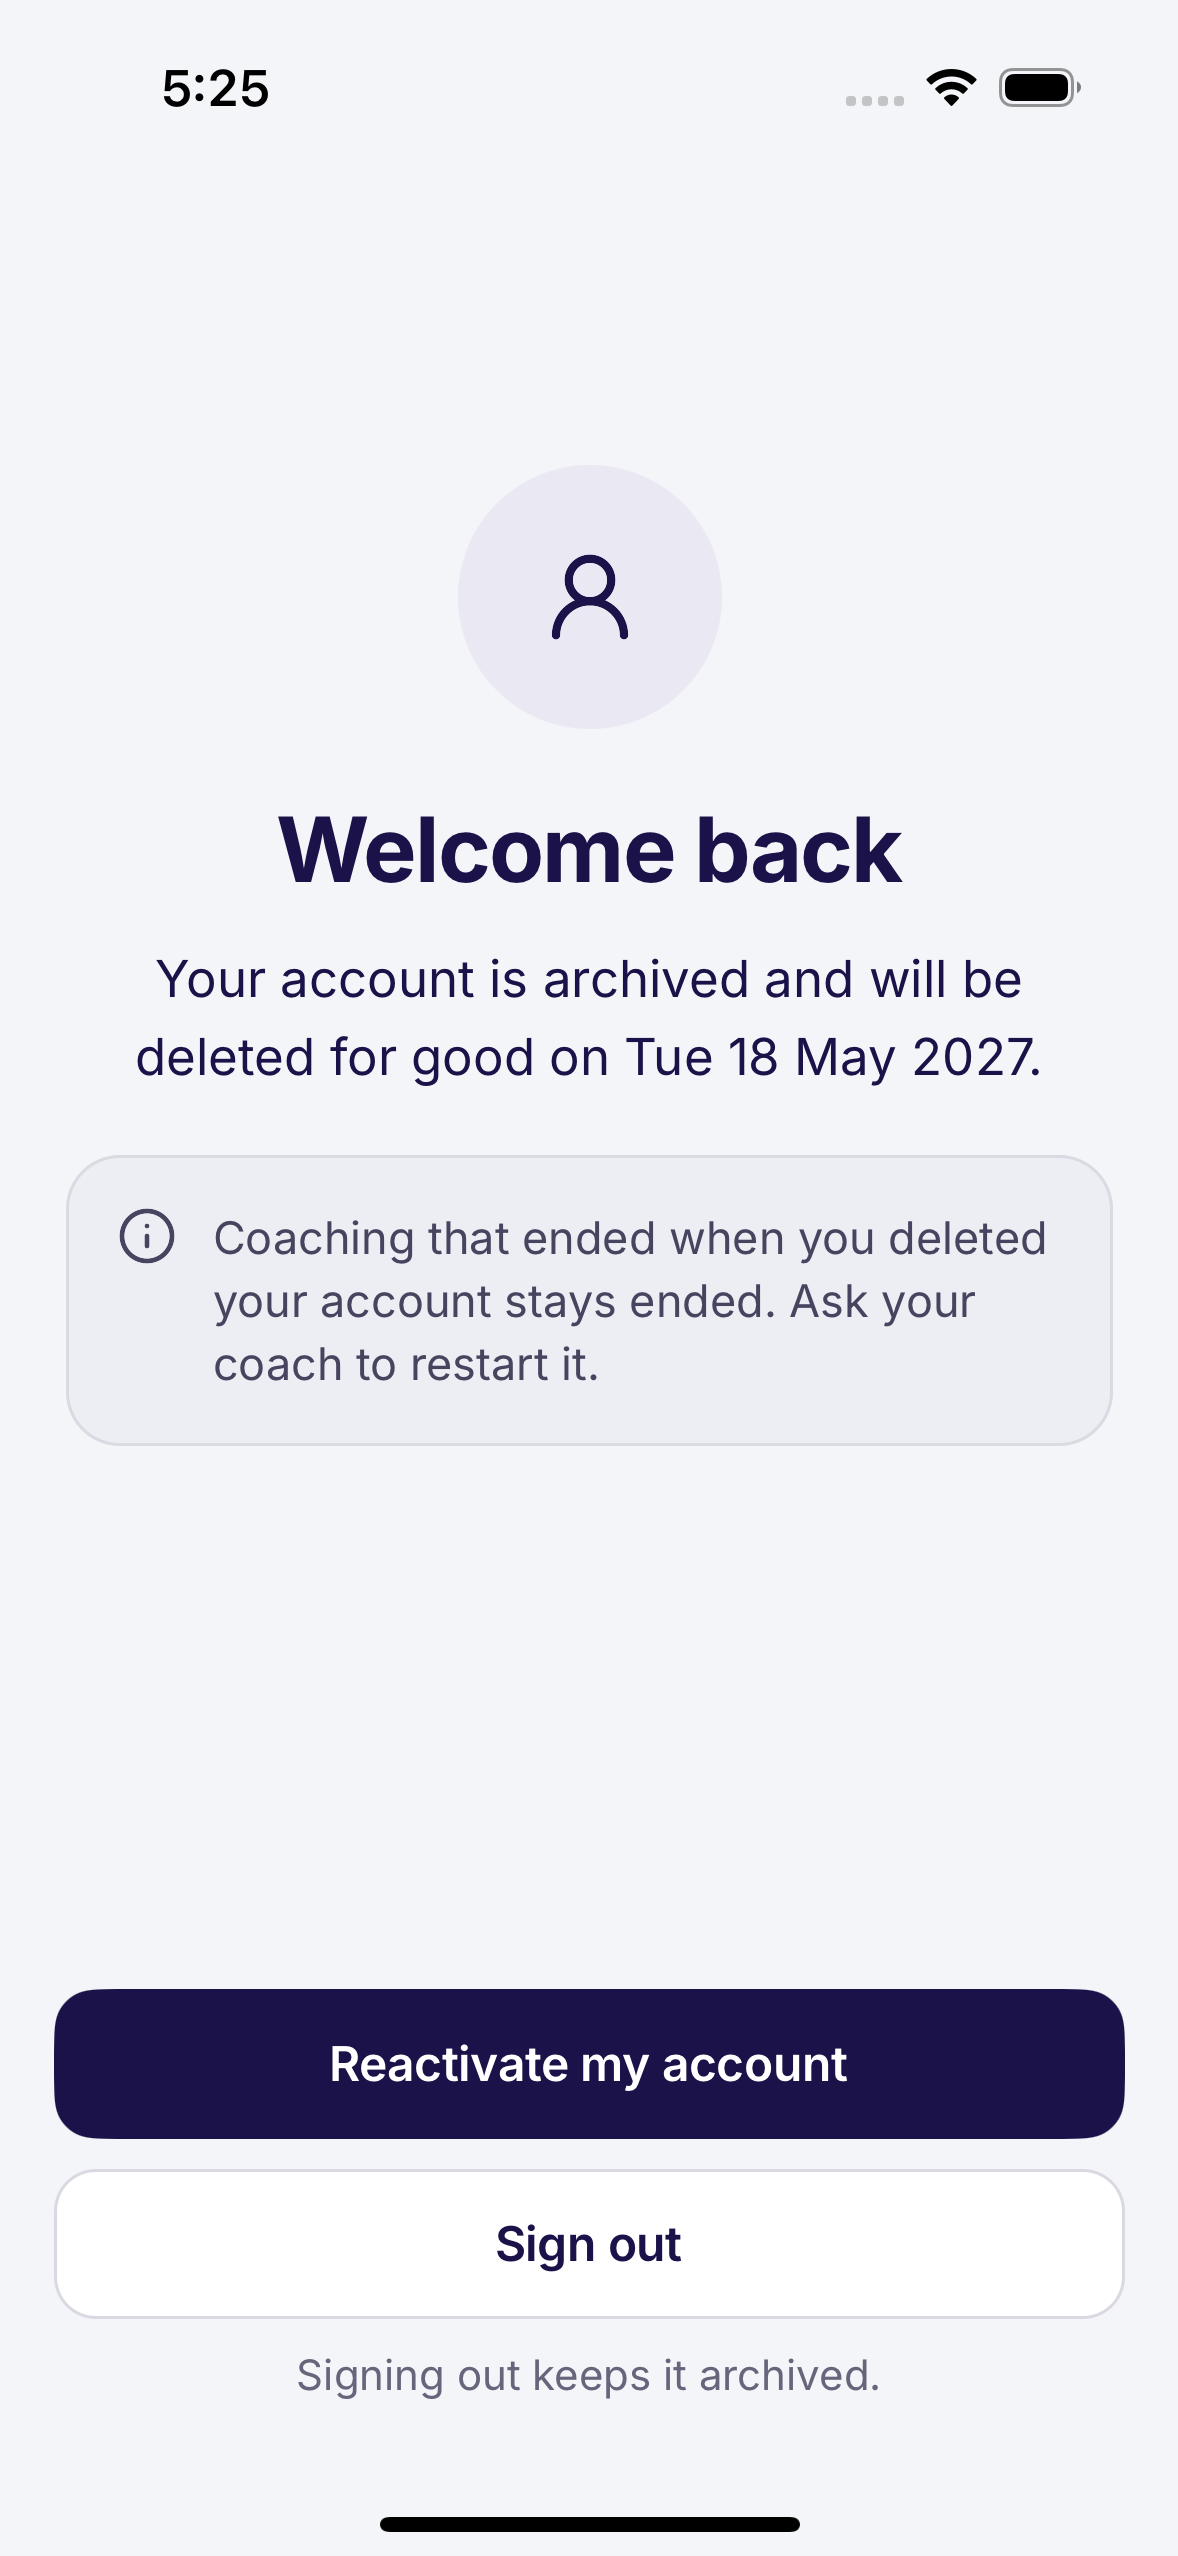 5:25
Welcome back
Your account is archived and will be
deleted for good on Tue 18 May 2027.
Coaching that ended when you deleted
your account stays ended. Ask your
coach to restart it.
Reactivate my account
Sign out
Signing out keeps it archived.